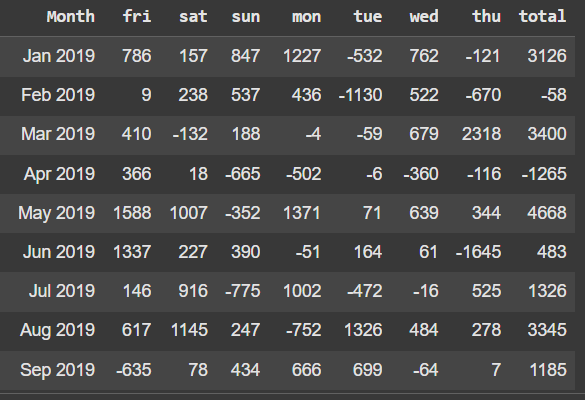 Month fri sat sun mon tue wed thu total
Jan 2019 786 157 847 1227 -532 762 -121 3126
Feb 2019 9 238 537 436 -1130 522 -670 -58
Mar 2019 410 -132 188 -4 -59 679 2318 3400
Apr 2019 366 18 -665 -502 -6 -360 -116 -1265
May 2019 1588 1007 -352 1371 71 639 344 4668
Jun 2019 1337 227 390 -51 164 61 -1645 483
Jul 2019 146 916 -775 1002 -472 -16 525 1326
Aug 2019 617 1145 247 -752 1326 484 278 3345
Sep 2019 -635 78 434 666 699 -64 7 1185